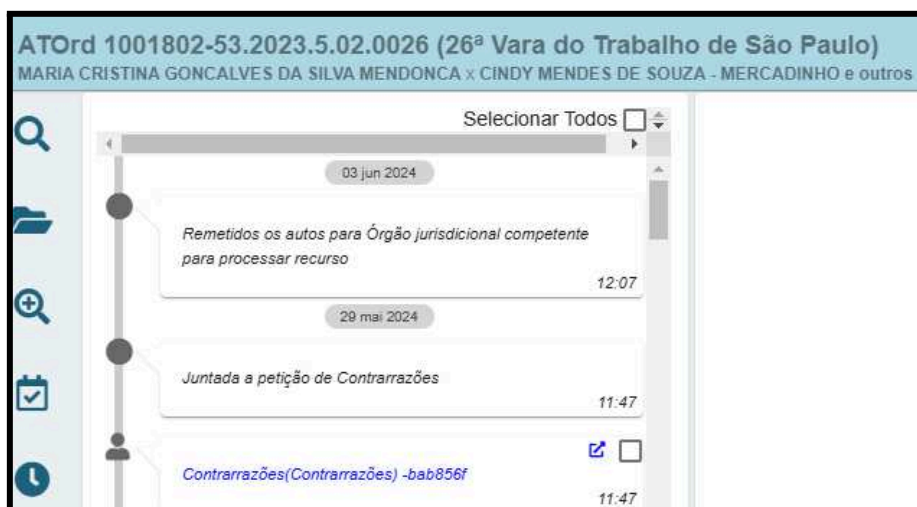 ATOrd 1001802-53.2023.5.02.0026 (26ª Vara do Trabalho de São Paulo)
MARIA CRISTINA GONCALVES DA SILVA MENDONCA x CINDY MENDES DE SOUZA - MERCADINHO e outros
Selecionar Todos
03 jun 2024
Remetidos os autos para Órgão jurisdicional competente
para processar recurso
12:07
29 mai 2024
Juntada a petição de Contrarrazões
11:47
Contrarrazões(Contrarrazões) -bab856f
11:47